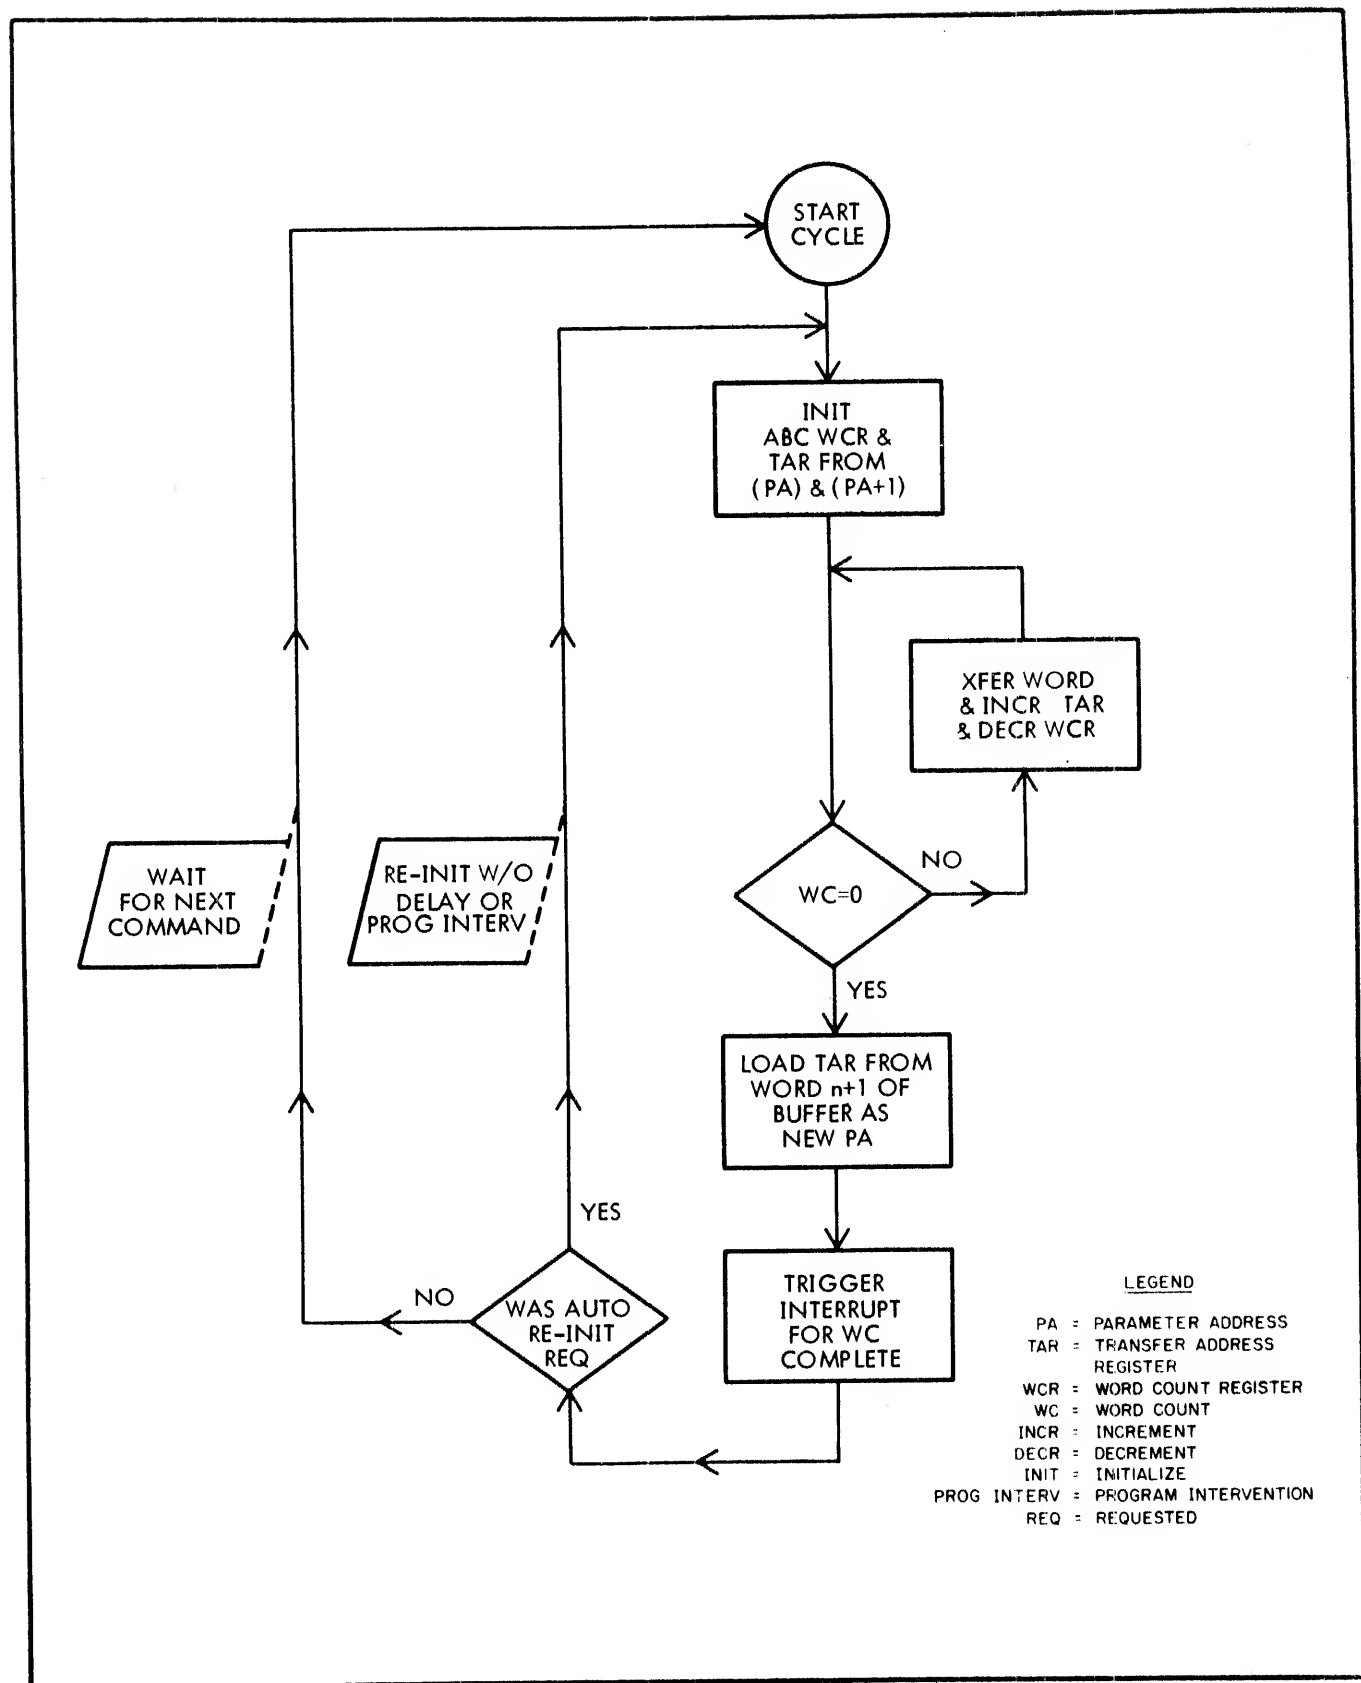 START
CYCLE
INIT
ABC WCR &
TAR FROM
(PA) & (PA+1)
XFER WORD
& INCR TAR
& DECR WCR
WAIT
FOR NEXT
COMMAND
RE-INIT W/O
DELAY OR
PROG INTERV
WC=0
NO
YES
LOAD TAR FROM
WORD n+1 OF
BUFFER AS
NEW PA
YES
NO
WAS AUTO
RE-INIT
REQ
TRIGGER
INTERRUPT
FOR WC
COMPLETE
LEGEND
PA = PARAMETER ADDRESS
TAR = TRANSFER ADDRESS
REGISTER
WCR = WORD COUNT REGISTER
WC = WORD COUNT
INCR = INCREMENT
DECR = DECREMENT
INIT = INITIALIZE
PROG INTERV = PROGRAM INTERVENTION
REQ = REQUESTED